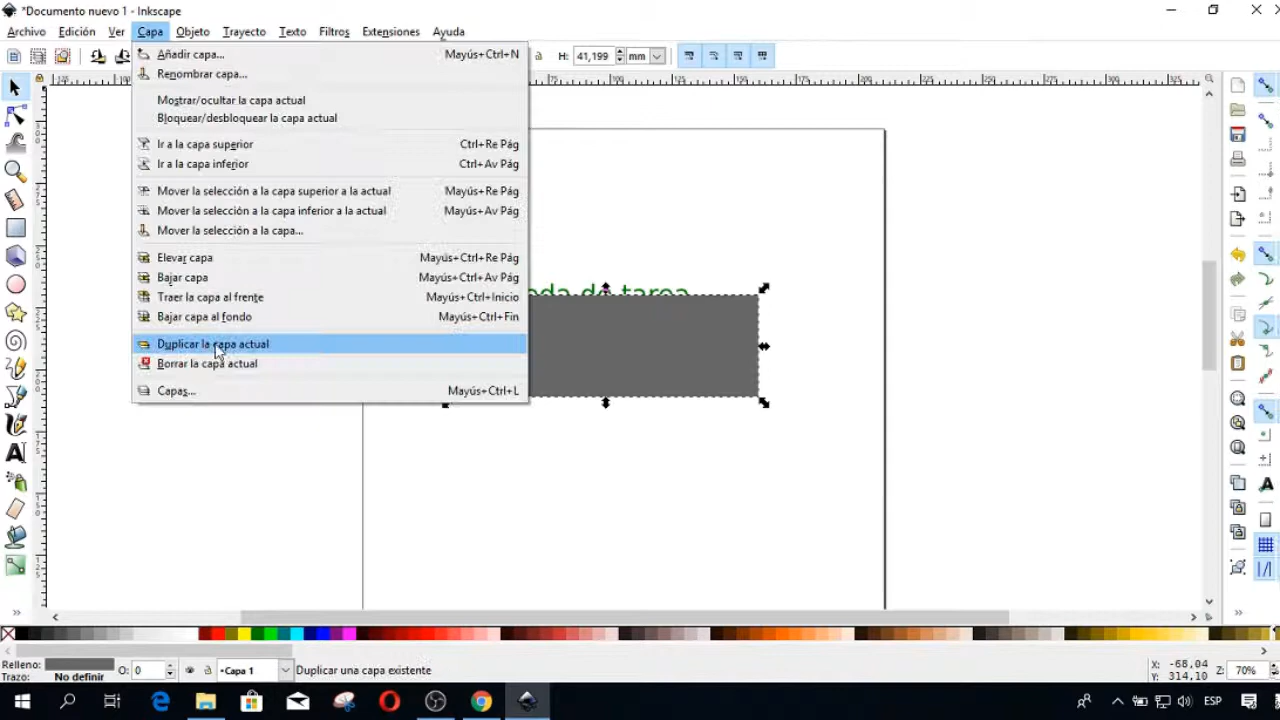 *Documento nuevo 1 - Inkscape
Archivo Edición Ver Capa Objeto Trayecto Texto Filtros Extensiones Ayuda
H: 41,199 mm
Añadir capa... Mayús+Ctrl+N
Renombrar capa...
Mostrar/ocultar la capa actual
Bloquear/desbloquear la capa actual
Ir a la capa superior Ctrl+Re Pág
Ir a la capa inferior Ctrl+Av Pág
Mover la selección a la capa superior a la actual Mayús+Re Pág
Mover la selección a la capa inferior a la actual Mayús+Av Pág
Mover la selección a la capa...
Elevar capa Mayús+Ctrl+Re Pág
Bajar capa Mayús+Ctrl+Av Pág
Traer la capa al frente Mayús+Ctrl+Inicio
Bajar capa al fondo Mayús+Ctrl+Fin
Duplicar la capa actual
Borrar la capa actual
Capas... Mayús+Ctrl+L
de tarea
Relleno:
Trazo: No definir
O: 0
•Capa 1
Duplicar una capa existente
X: -68,04
Y: 314,10
Z: 70%
ESP